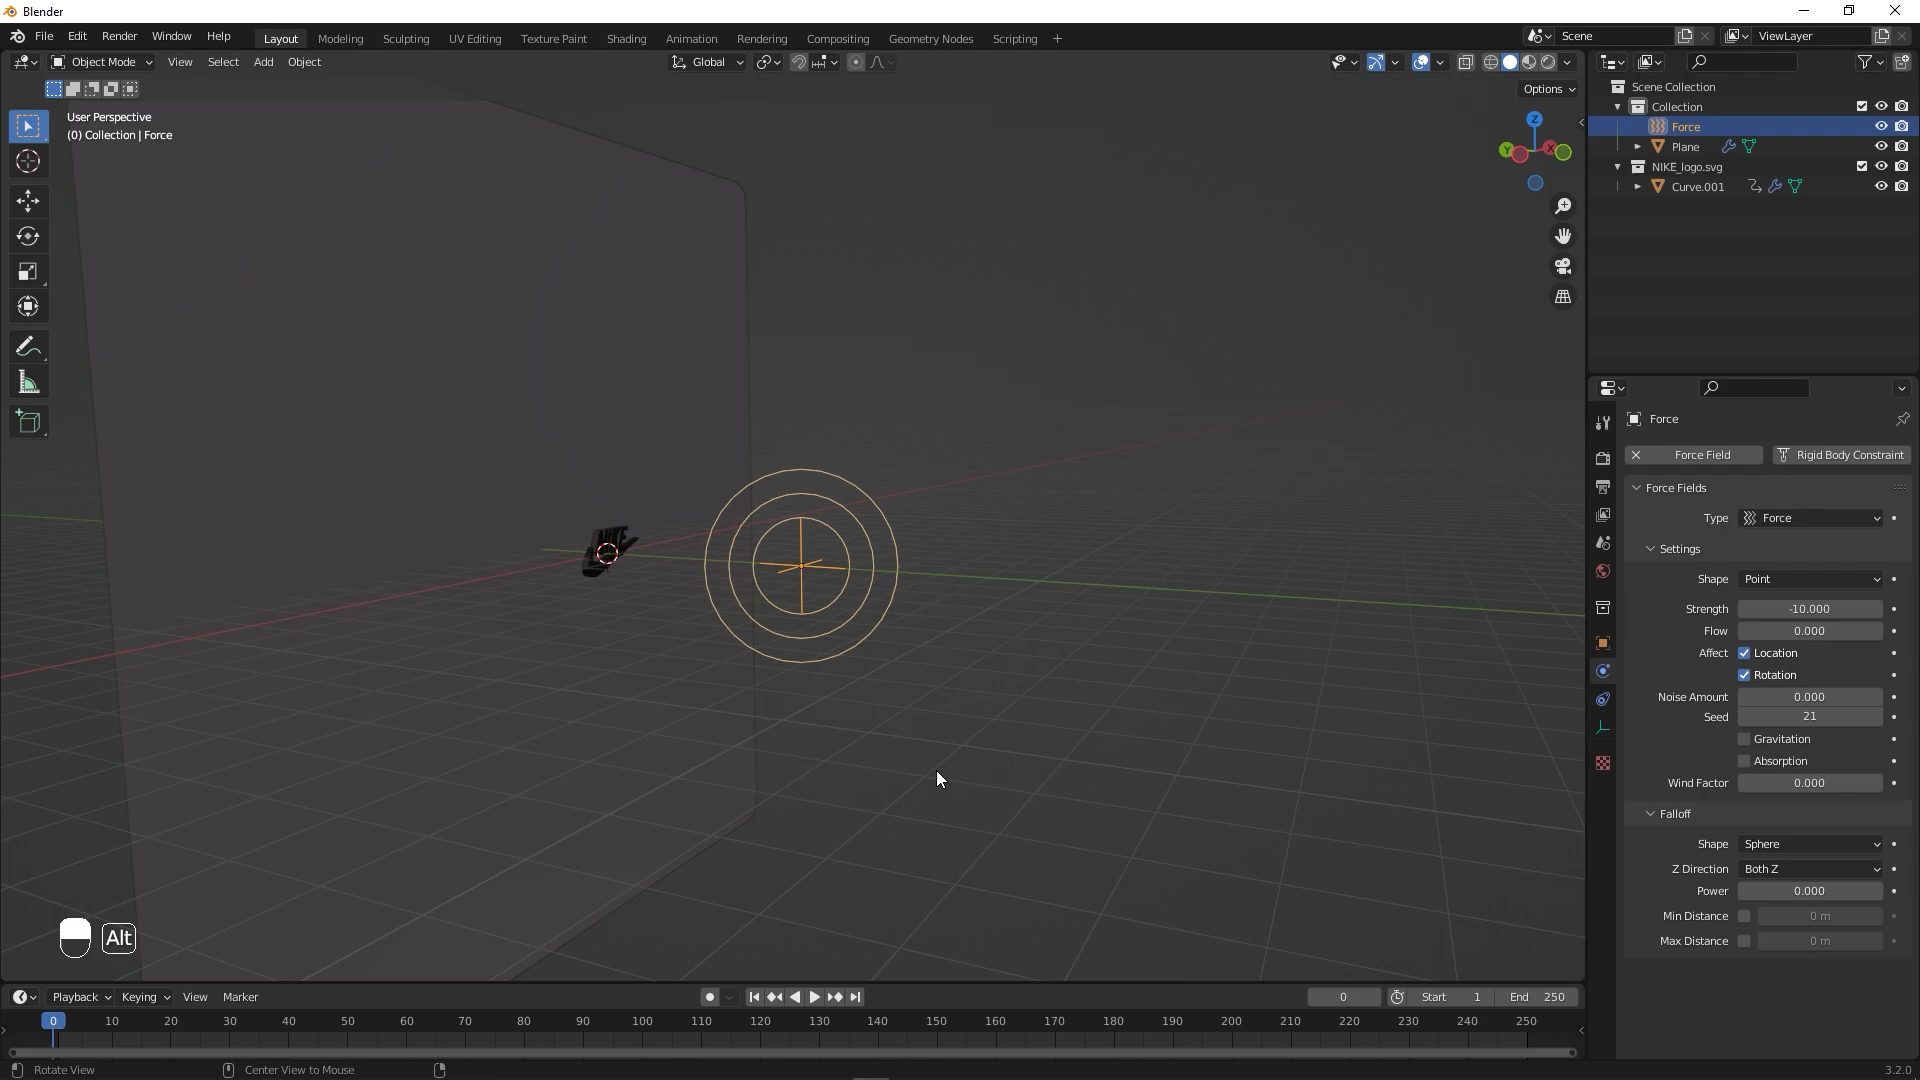 Blender
File Edit Render Window Help
Layout Modeling Sculpting UV Editing Texture Paint Shading Animation Rendering Compositing Geometry Nodes Scripting +
Scene
ViewLayer
Object Mode View Select Add Object
Global
Options
User Perspective
(0) Collection | Force
Z
Y
X
Scene Collection
Collection
Force
Plane
NIKE_logo.svg
Curve.001
Force
Force Field
Rigid Body Constraint
Force Fields
Type Force
Settings
Shape Point
Strength -10.000
Flow 0.000
Affect Location
Rotation
Noise Amount 0.000
Seed 21
Gravitation
Absorption
Wind Factor 0.000
Falloff
Shape Sphere
Z Direction Both Z
Power 0.000
Min Distance 0 m
Max Distance 0 m
NIKE
Alt
Playback Keying View Marker
0
Start 1
End 250
0 10 20 30 40 50 60 70 80 90 100 110 120 130 140 150 160 170 180 190 200 210 220 230 240 250
Rotate View
Center View to Mouse
3.2.0